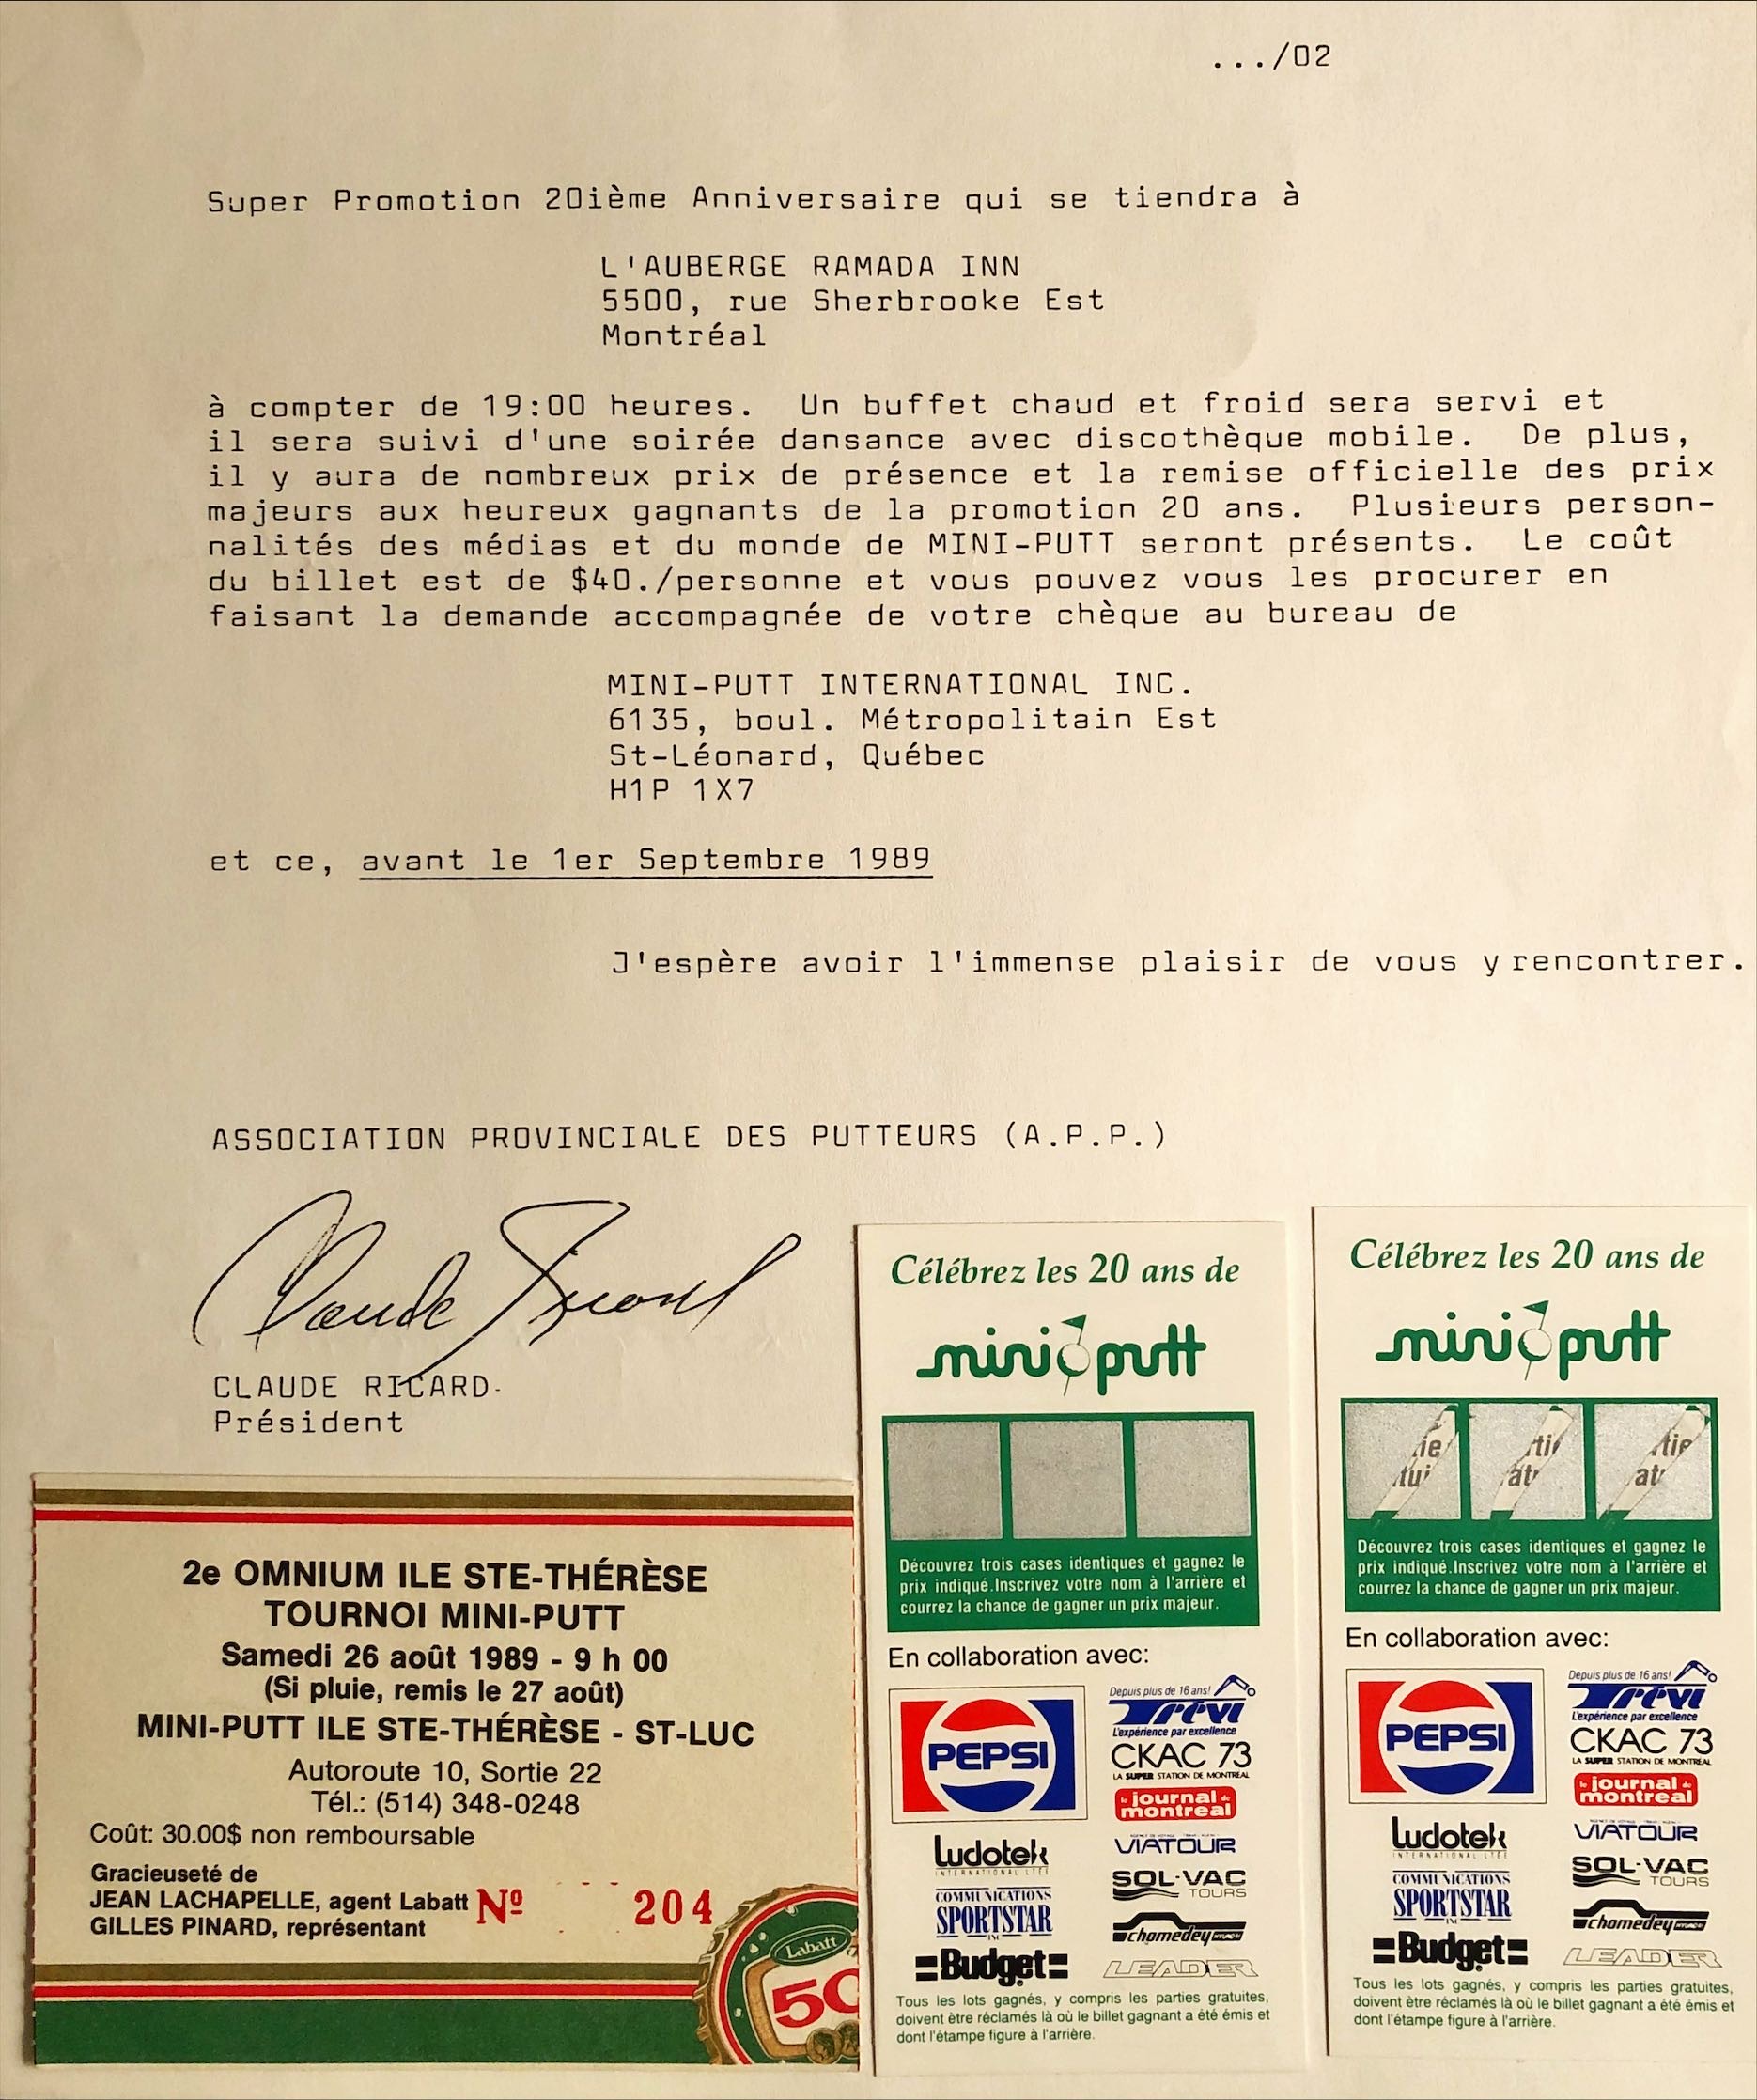 .../02
Super Promotion 20ième Anniversaire qui se tiendra à
L'AUBERGE RAMADA INN
5500, rue Sherbrooke Est
Montréal
à compter de 19:00 heures. Un buffet chaud et froid sera servi et
il sera suivi d'une soirée dansance avec discothèque mobile. De plus,
il y aura de nombreux prix de présence et la remise officielle des prix
majeurs aux heureux gagnants de la promotion 20 ans. Plusieurs person-
nalités des médias et du monde de MINI-PUTT seront présents. Le coût
du billet est de $40./personne et vous pouvez vous les procurer en
faisant la demande accompagnée de votre chèque au bureau de
MINI-PUTT INTERNATIONAL INC.
6135, boul. Métropolitain Est
St-Léonard, Québec
H1P 1X7
et ce, avant le 1er Septembre 1989
J'espère avoir l'immense plaisir de vous y rencontrer.
ASSOCIATION PROVINCIALE DES PUTTEURS (A.P.P.)
Claude Ricard
CLAUDE RICARD
Président
2e OMNIUM ILE STE-THÉRÈSE
TOURNOI MINI-PUTT
Samedi 26 août 1989 - 9 h 00
(Si pluie, remis le 27 août)
MINI-PUTT ILE STE-THÉRÈSE - ST-LUC
Autoroute 10, Sortie 22
Tél.: (514) 348-0248
Coût: 30.00$ non remboursable
Gracieuseté de
JEAN LACHAPELLE, agent Labatt
GILLES PINARD, représentant
Nº 204
Labatt
50
Célébrez les 20 ans de
mini putt
Découvrez trois cases identiques et gagnez le
prix indiqué.Inscrivez votre nom à l'arrière et
courrez la chance de gagner un prix majeur.
En collaboration avec:
PEPSI
Depuis plus de 16 ans!
Trévi
L'expérience par excellence
CKAC 73
LA SUPER STATION DE MONTRÉAL
le journal de
montreal
Ludotek
INTERNATIONAL LTÉE
VIATOUR
COMMUNICATIONS
SPORTSTAR
INC
SOL-VAC
TOURS
chomedey
Budget
LEADER
Tous les lots gagnés, y compris les parties gratuites,
doivent être réclamés là où le billet gagnant a été émis et
dont l'étampe figure à l'arrière.
Célébrez les 20 ans de
mini putt
ie tie tie
tui at at
Découvrez trois cases identiques et gagnez le
prix indiqué.Inscrivez votre nom à l'arrière et
courrez la chance de gagner un prix majeur.
En collaboration avec:
PEPSI
Depuis plus de 16 ans!
Trévi
L'expérience par excellence
CKAC 73
LA SUPER STATION DE MONTRÉAL
le journal de
montreal
Ludotek
INTERNATIONAL LTÉE
VIATOUR
COMMUNICATIONS
SPORTSTAR
INC
SOL-VAC
TOURS
chomedey
Budget
LEADER
Tous les lots gagnés, y compris les parties gratuites,
doivent être réclamés là où le billet gagnant a été émis et
dont l'étampe figure à l'arrière.